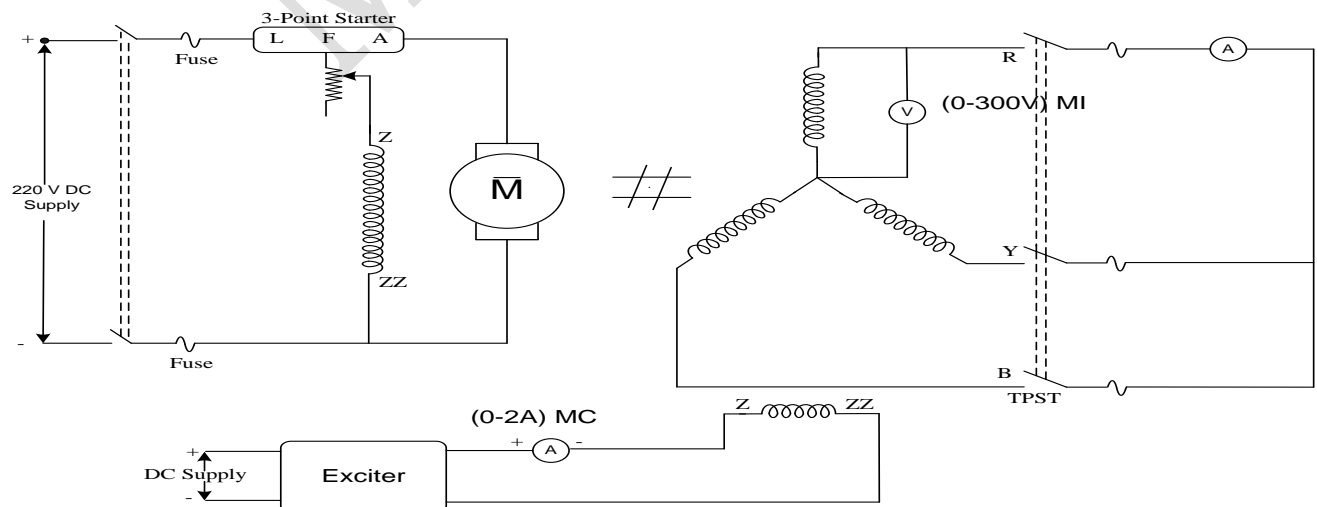 3-Point Starter
L F A
+
Fuse
220 V DC
Supply
-
Fuse
Z
ZZ
M
R
V
(0-300V) MI
A
Y
B
TPST
(0-2A) MC
+ A -
Z ZZ
+
DC Supply
-
Exciter